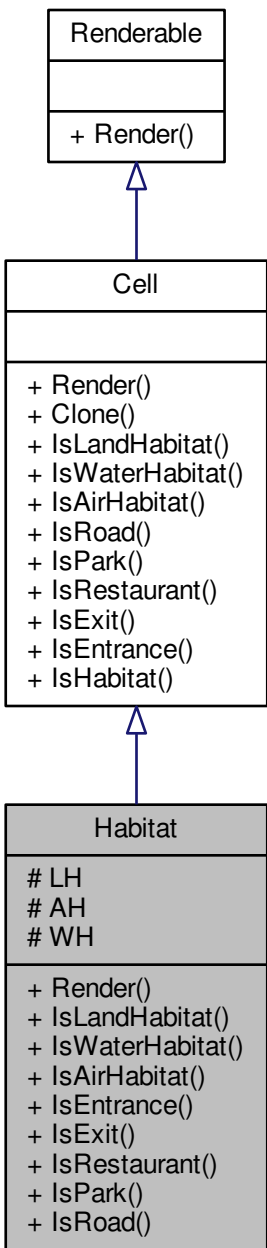 Renderable
+ Render()
Cell
+ Render()
+ Clone()
+ IsLandHabitat()
+ IsWaterHabitat()
+ IsAirHabitat()
+ IsRoad()
+ IsPark()
+ IsRestaurant()
+ IsExit()
+ IsEntrance()
+ IsHabitat()
Habitat
# LH
# AH
# WH
+ Render()
+ IsLandHabitat()
+ IsWaterHabitat()
+ IsAirHabitat()
+ IsEntrance()
+ IsExit()
+ IsRestaurant()
+ IsPark()
+ IsRoad()